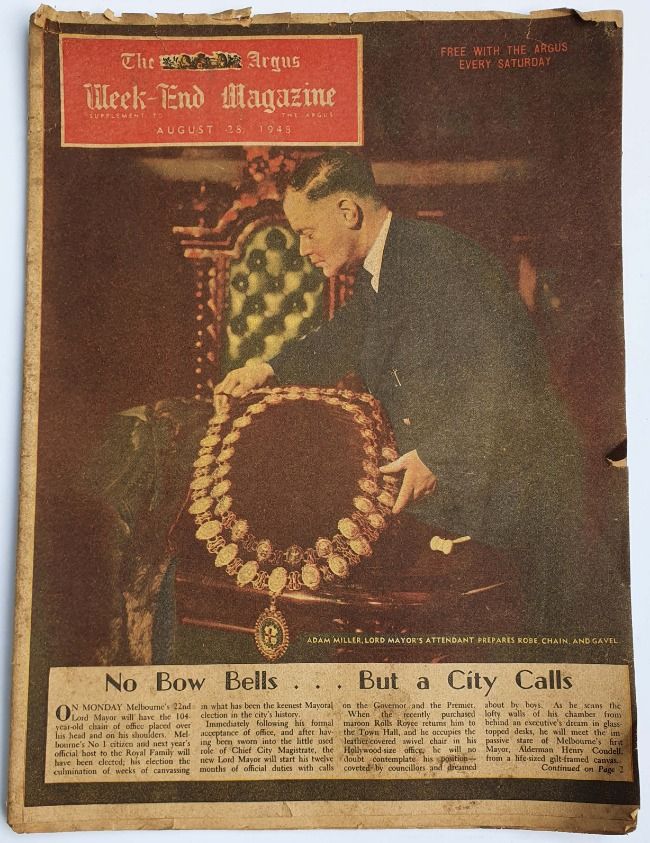 The Argus
Week-End Magazine
SUPPLEMENT TO THE ARGUS
AUGUST 28, 1948
FREE WITH THE ARGUS
EVERY SATURDAY
ADAM MILLER, LORD MAYOR'S ATTENDANT PREPARES ROBE, CHAIN, AND GAVEL
No Bow Bells . . . But a City Calls
ON MONDAY Melbourne's 22nd
Lord Mayor will have the 104-
year-old chain of office placed over
his head and on his shoulders. Mel-
bourne's No 1 citizen and next year's
official host to the Royal Family will
have been elected; his election the
culmination of weeks of canvassing
in what has been the keenest Mayoral
election in the city's history.
Immediately following his formal
acceptance of office, and after hav-
ing been sworn into the little used
role of Chief City Magistrate, the
new Lord Mayor will start his twelve
months of official duties with calls
on the Governor and the Premier.
When the recently purchased
maroon Rolls Royce returns him to
the Town Hall, and he occupies the
leather-covered swivel chair in his
Hollywood-size office, he will no
doubt contemplate his position—
coveted by councillors and dreamed
about by boys. As he scans the
lofty walls of his chamber from
behind an executive's dream in glass-
topped desks, he will meet the im
passive stare of Melbourne's first
Mayor, Alderman Henry Condell,
from a life-sized gilt-framed canvas.
Continued on Page 2